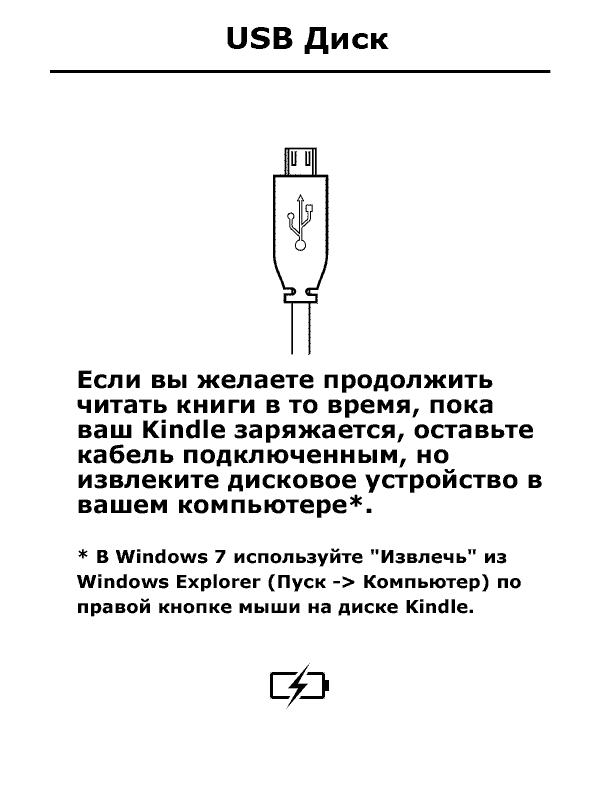 USB Диск
Если вы желаете продолжить
читать книги в то время, пока
ваш Kindle заряжается, оставьте
кабель подключенным, но
извлеките дисковое устройство в
вашем компьютере*.
* В Windows 7 используйте "Извлечь" из
Windows Explorer (Пуск -> Компьютер) по
правой кнопке мыши на диске Kindle.